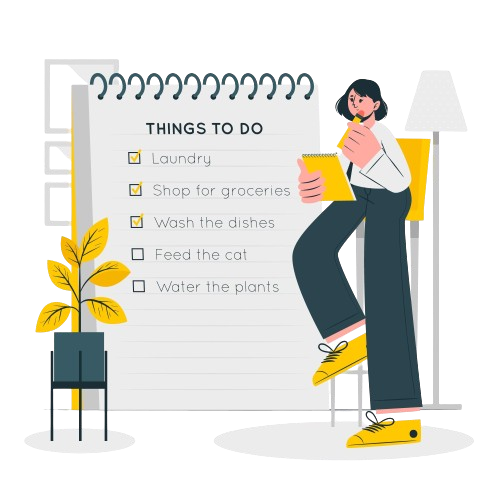 THINGS TO DO
Laundry
Shop for groceries
Wash the dishes
Feed the cat
Water the plants